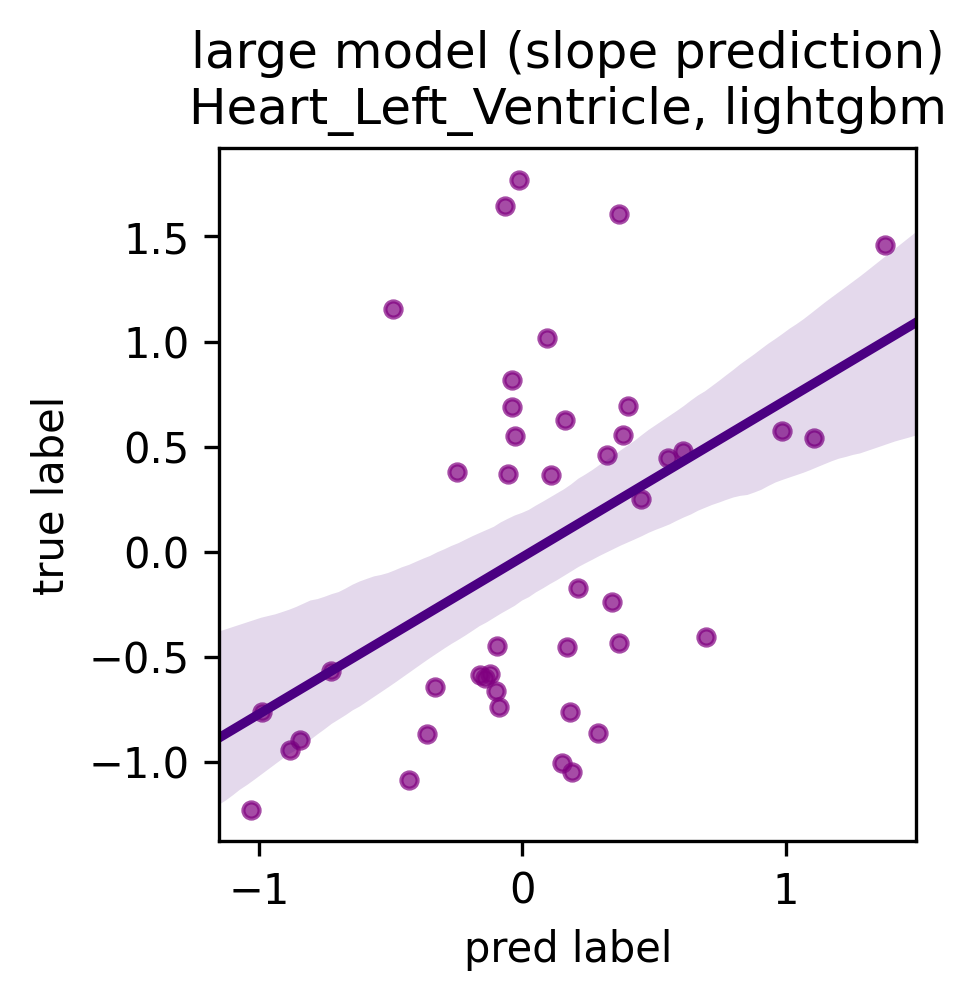 large model (slope prediction)
Heart_Left_Ventricle, lightgbm
1.5
1.0
0.5
0.0
−0.5
−1.0
true label
−1 0 1
pred label